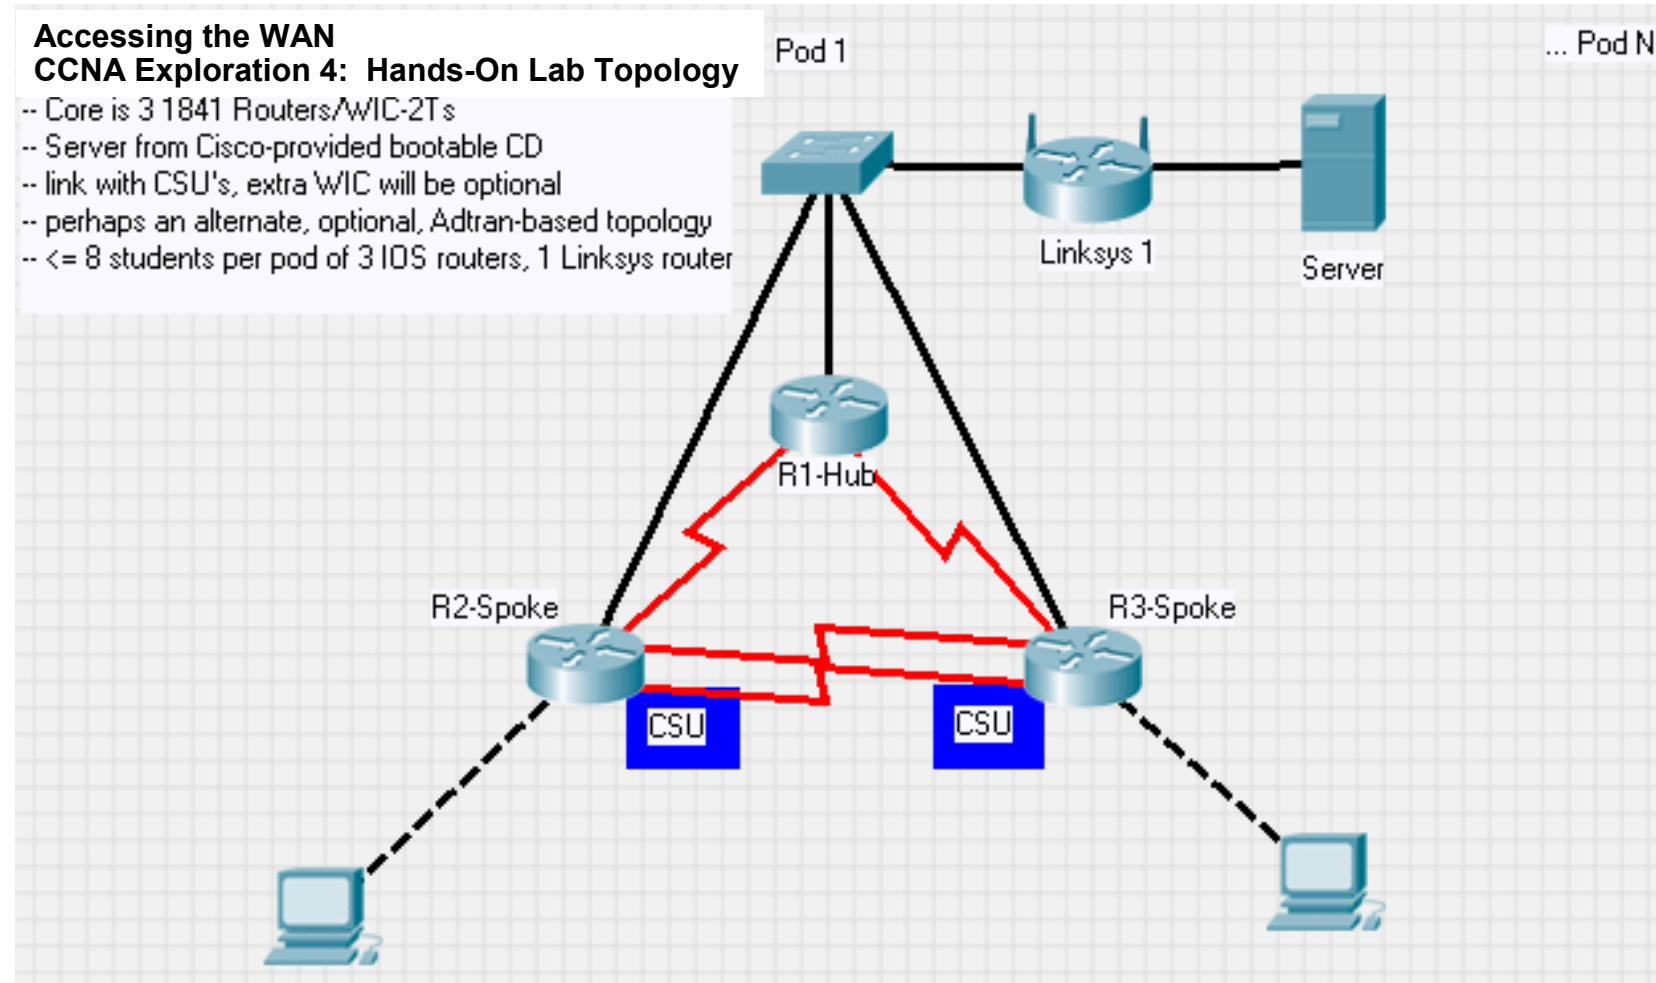 Accessing the WAN
CCNA Exploration 4: Hands-On Lab Topology
-- Core is 3 1841 Routers/WIC-2Ts
-- Server from Cisco-provided bootable CD
-- link with CSU's, extra WIC will be optional
-- perhaps an alternate, optional, Adtran-based topology
-- <= 8 students per pod of 3 IOS routers, 1 Linksys router
Pod 1
... Pod N
Linksys 1
Server
R1-Hub
R2-Spoke
R3-Spoke
CSU
CSU